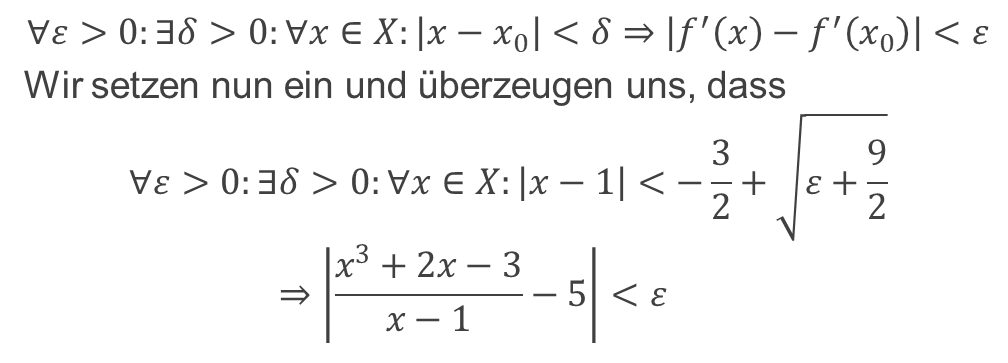 ∀ε > 0: ∃δ > 0: ∀x ∈ X: |x − x₀| < δ ⇒ |f′(x) − f′(x₀)| < ε
Wir setzen nun ein und überzeugen uns, dass
∀ε > 0: ∃δ > 0: ∀x ∈ X: |x − 1| < −3/2 + √(ε + 9/2)
⇒ |(x³ + 2x − 3)/(x − 1) − 5| < ε